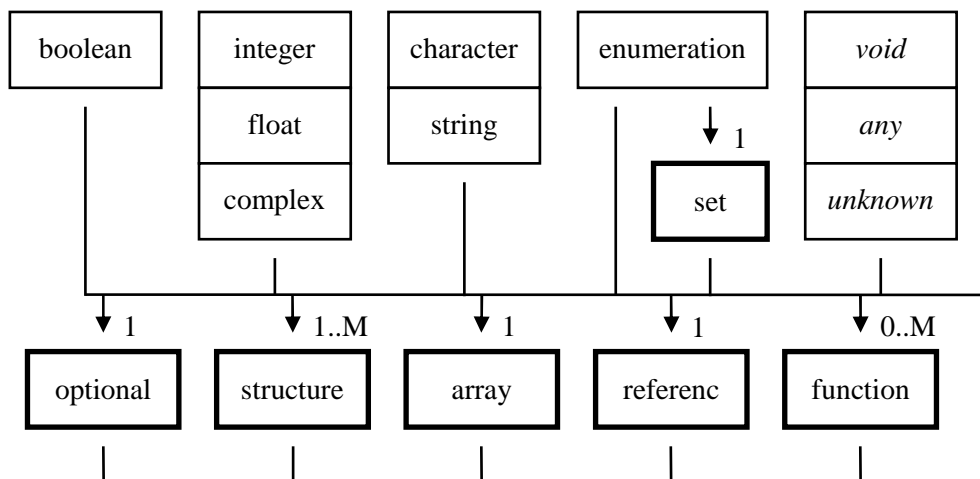 boolean integer character enumeration void
float string any
1
complex set unknown
1 1..M 1 1 0..M
optional structure array referenc function